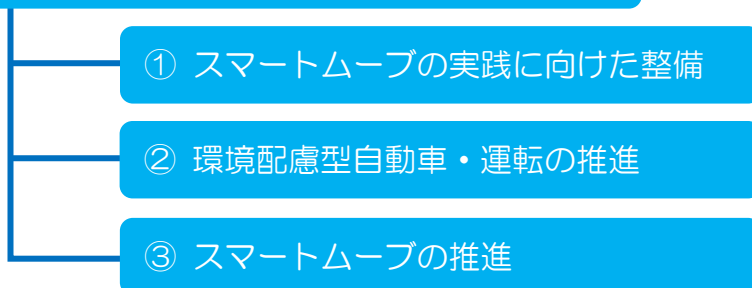 ① スマートムーブの実践に向けた整備
② 環境配慮型自動車・運転の推進
③ スマートムーブの推進